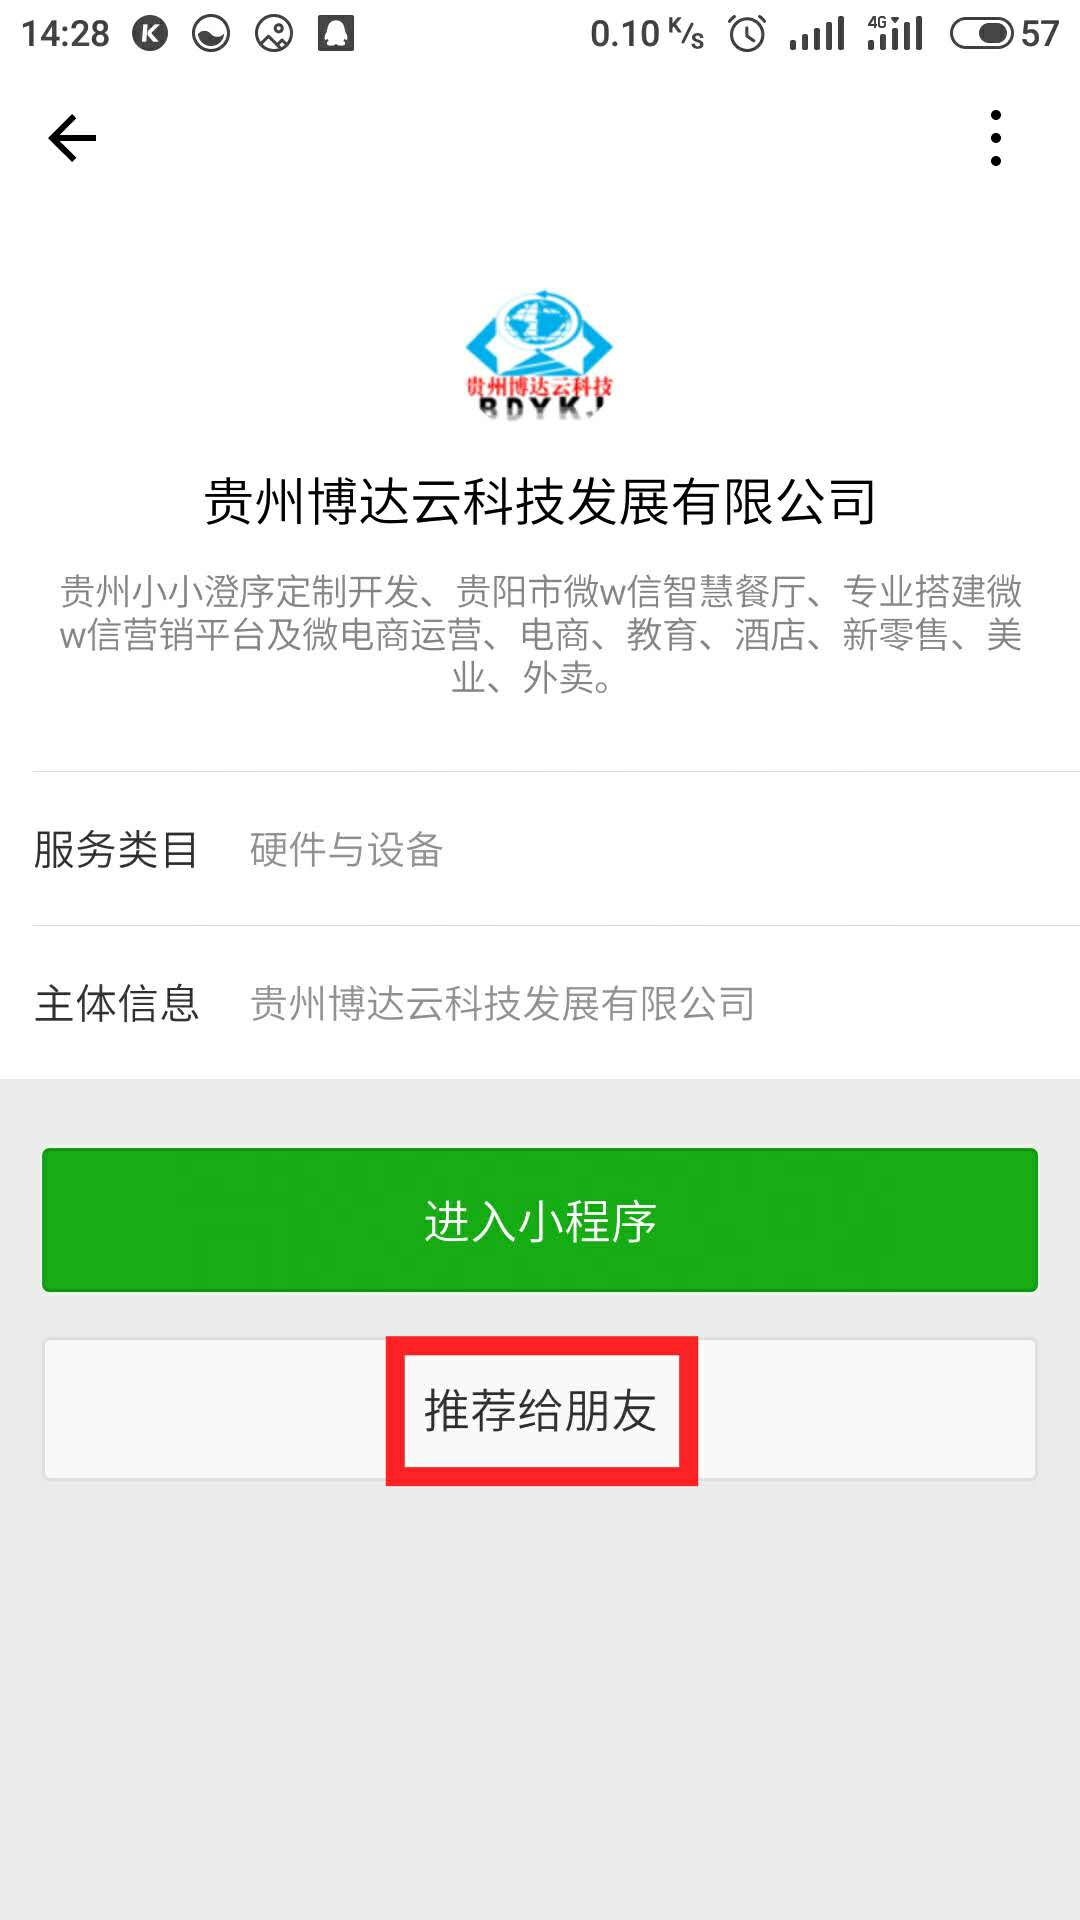 14:28 K 0.10 K/s 4G 57
贵州博达云科技
BDYKJ
贵州博达云科技发展有限公司
贵州小小澄序定制开发、贵阳市微w信智慧餐厅、专业搭建微
w信营销平台及微电商运营、电商、教育、酒店、新零售、美
业、外卖。
服务类目 硬件与设备
主体信息 贵州博达云科技发展有限公司
进入小程序
推荐给朋友